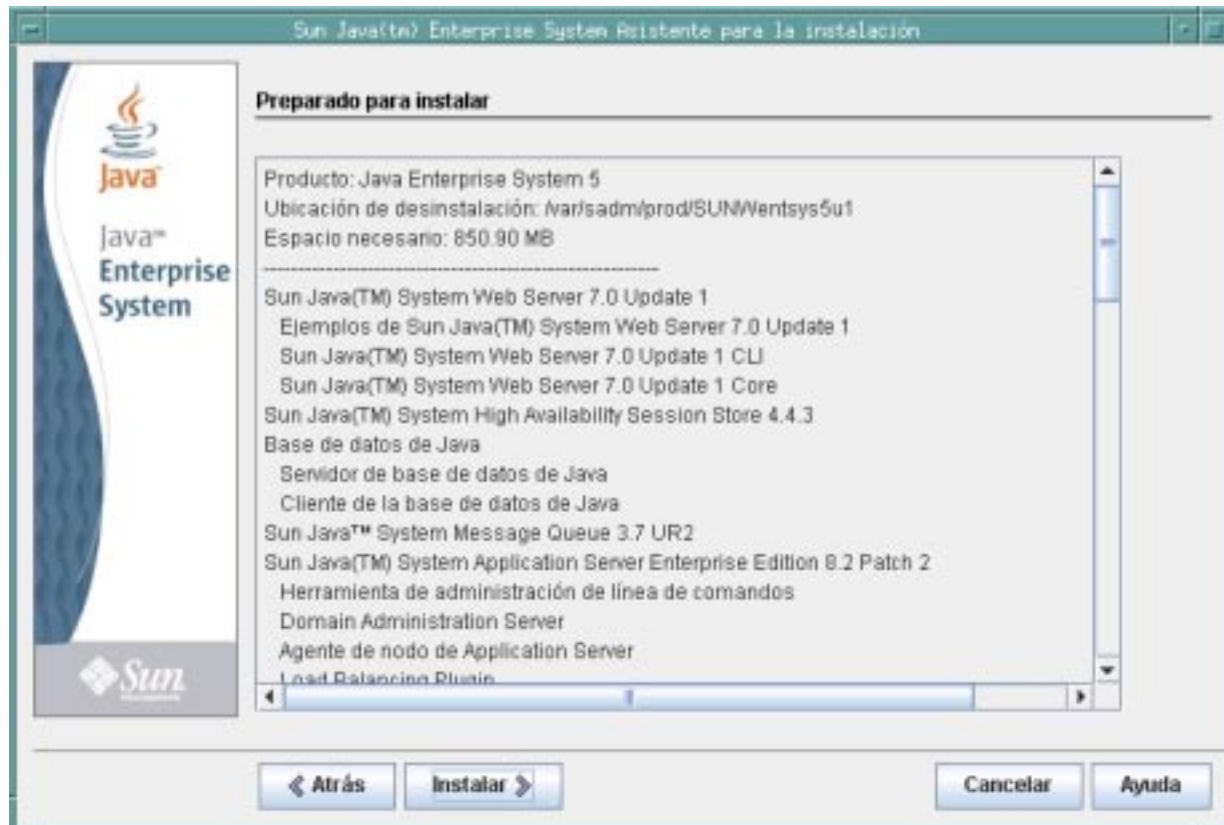 Sun Java(tm) Enterprise System Asistente para la instalación
Java
Java™
Enterprise
System
Sun
Preparado para instalar
Producto: Java Enterprise System 5
Ubicación de desinstalación: /var/sadm/prod/SUNWentsys5u1
Espacio necesario: 850.90 MB
----------------------------------------------------------
Sun Java(TM) System Web Server 7.0 Update 1
Ejemplos de Sun Java(TM) System Web Server 7.0 Update 1
Sun Java(TM) System Web Server 7.0 Update 1 CLI
Sun Java(TM) System Web Server 7.0 Update 1 Core
Sun Java(TM) System High Availability Session Store 4.4.3
Base de datos de Java
Servidor de base de datos de Java
Cliente de la base de datos de Java
Sun Java™ System Message Queue 3.7 UR2
Sun Java(TM) System Application Server Enterprise Edition 8.2 Patch 2
Herramienta de administración de línea de comandos
Domain Administration Server
Agente de nodo de Application Server
Load Balancing Plugin
Atrás
Instalar
Cancelar
Ayuda